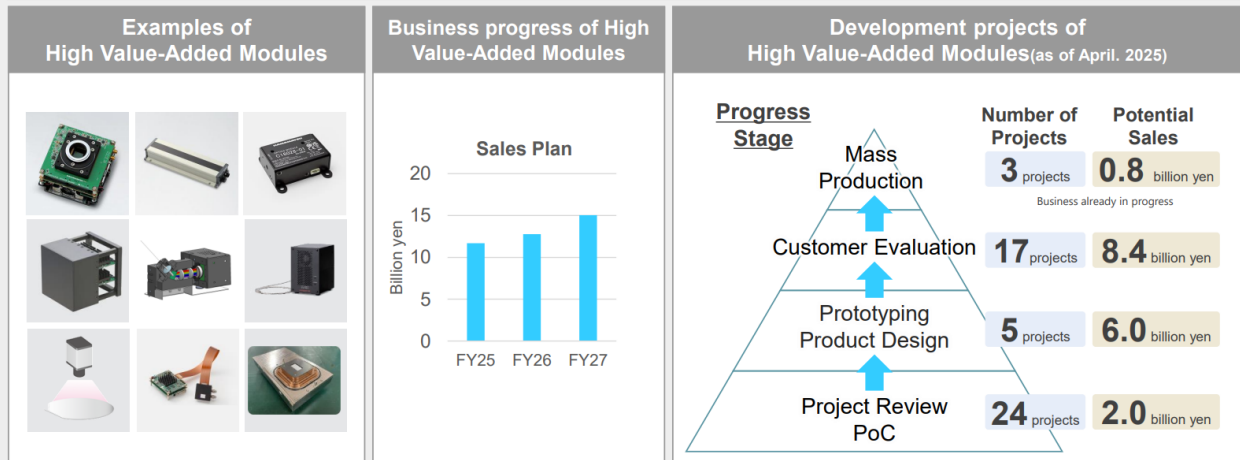 Examples of
High Value-Added Modules
Business progress of High
Value-Added Modules
Sales Plan
Billion yen
20
15
10
5
0
FY25
FY26
FY27
Development projects of
High Value-Added Modules(as of April. 2025)
Progress
Stage
Number of
Projects
Potential
Sales
Mass
Production
3 projects
0.8 billion yen
Business already in progress
Customer Evaluation
17 projects
8.4 billion yen
Prototyping
Product Design
5 projects
6.0 billion yen
Project Review
PoC
24 projects
2.0 billion yen